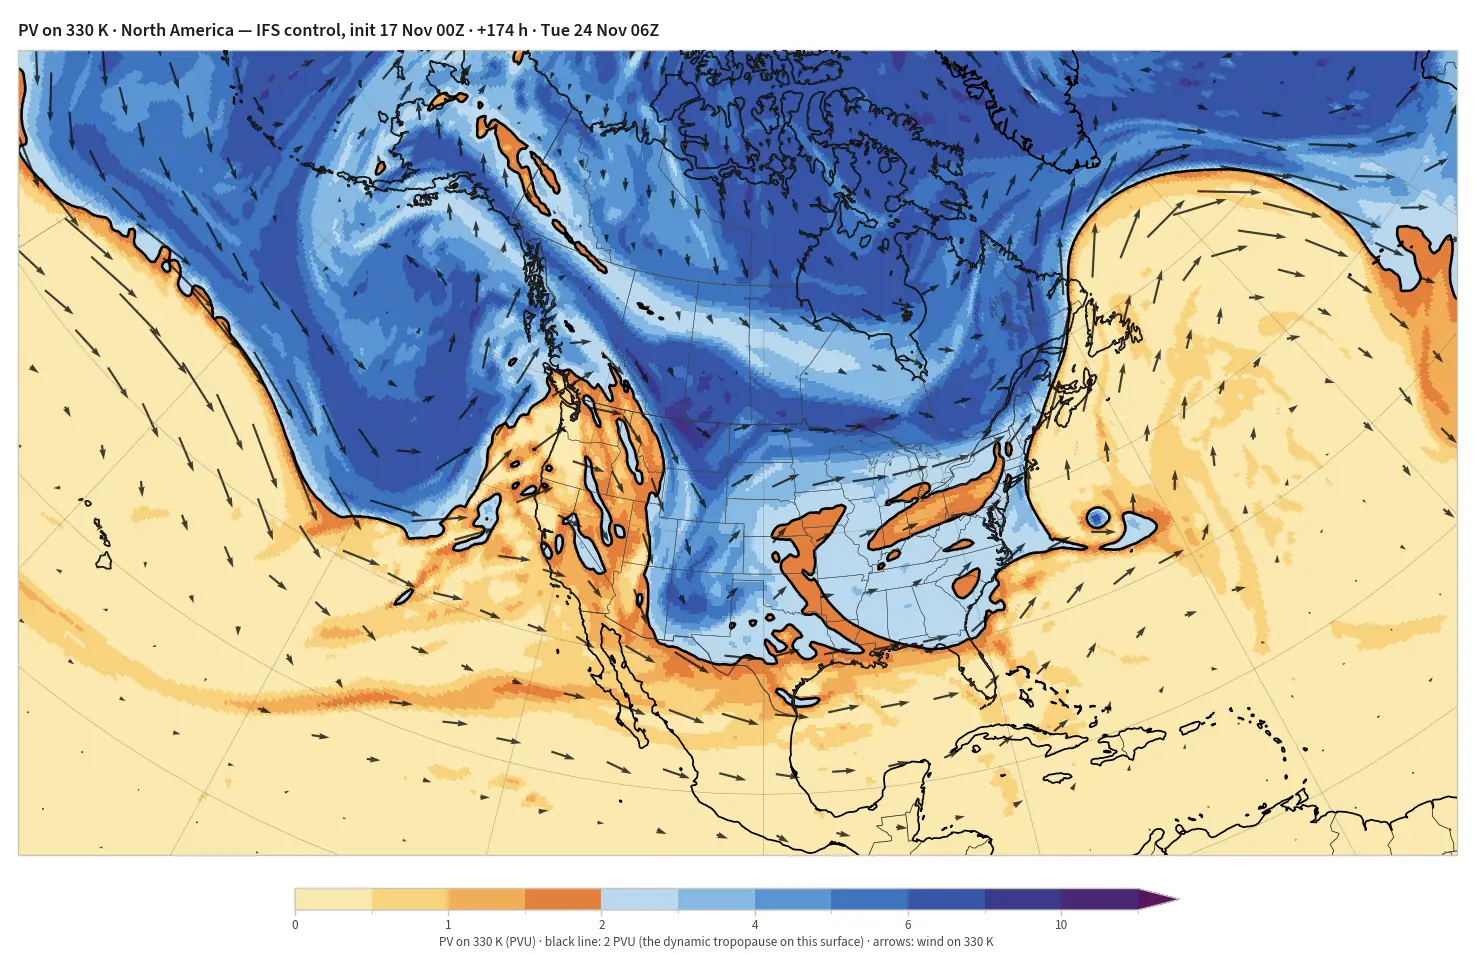 PV on 330 K · North America — IFS control, init 17 Nov 00Z · +174 h · Tue 24 Nov 06Z
0 1 2 4 6 10
PV on 330 K (PVU) · black line: 2 PVU (the dynamic tropopause on this surface) · arrows: wind on 330 K